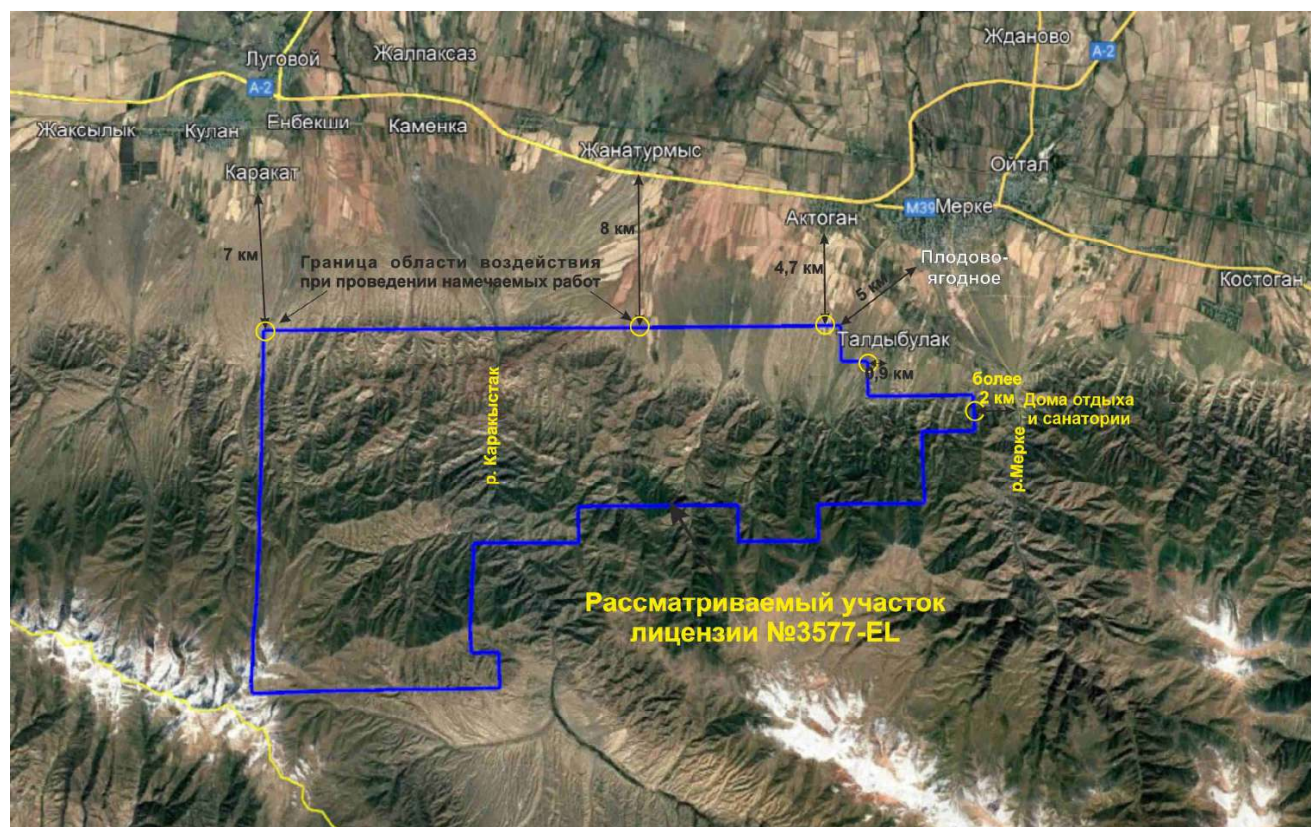 Жданово
А-2
Луговой
Жалпаксаз
А-2
Жаксылык
Кулан
Енбекши
Каменка
Жанатурмыс
Ойтал
Каракат
М39
Мерке
Актоган
8 км
7 км
Граница области воздействия
при проведении намечаемых работ
4,7 км
5 км
Плодово-
ягодное
Костоган
Талдыбулак
0,9 км
более
2 км
Дома отдыха
и санатории
р. Каракыстак
р.Мерке
Рассматриваемый участок
лицензии №3577-EL